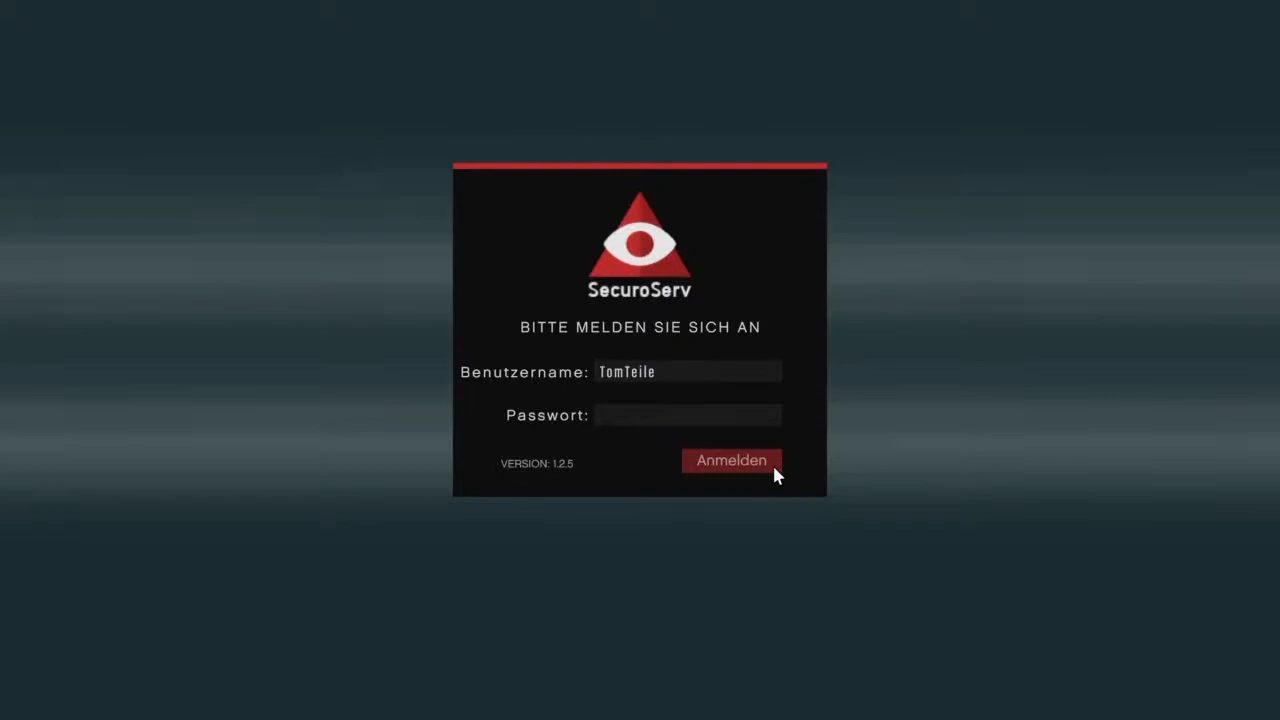 SecuroServ
BITTE MELDEN SIE SICH AN
Benutzername: TomTeile
Passwort:
VERSION: 1.2.5 Anmelden